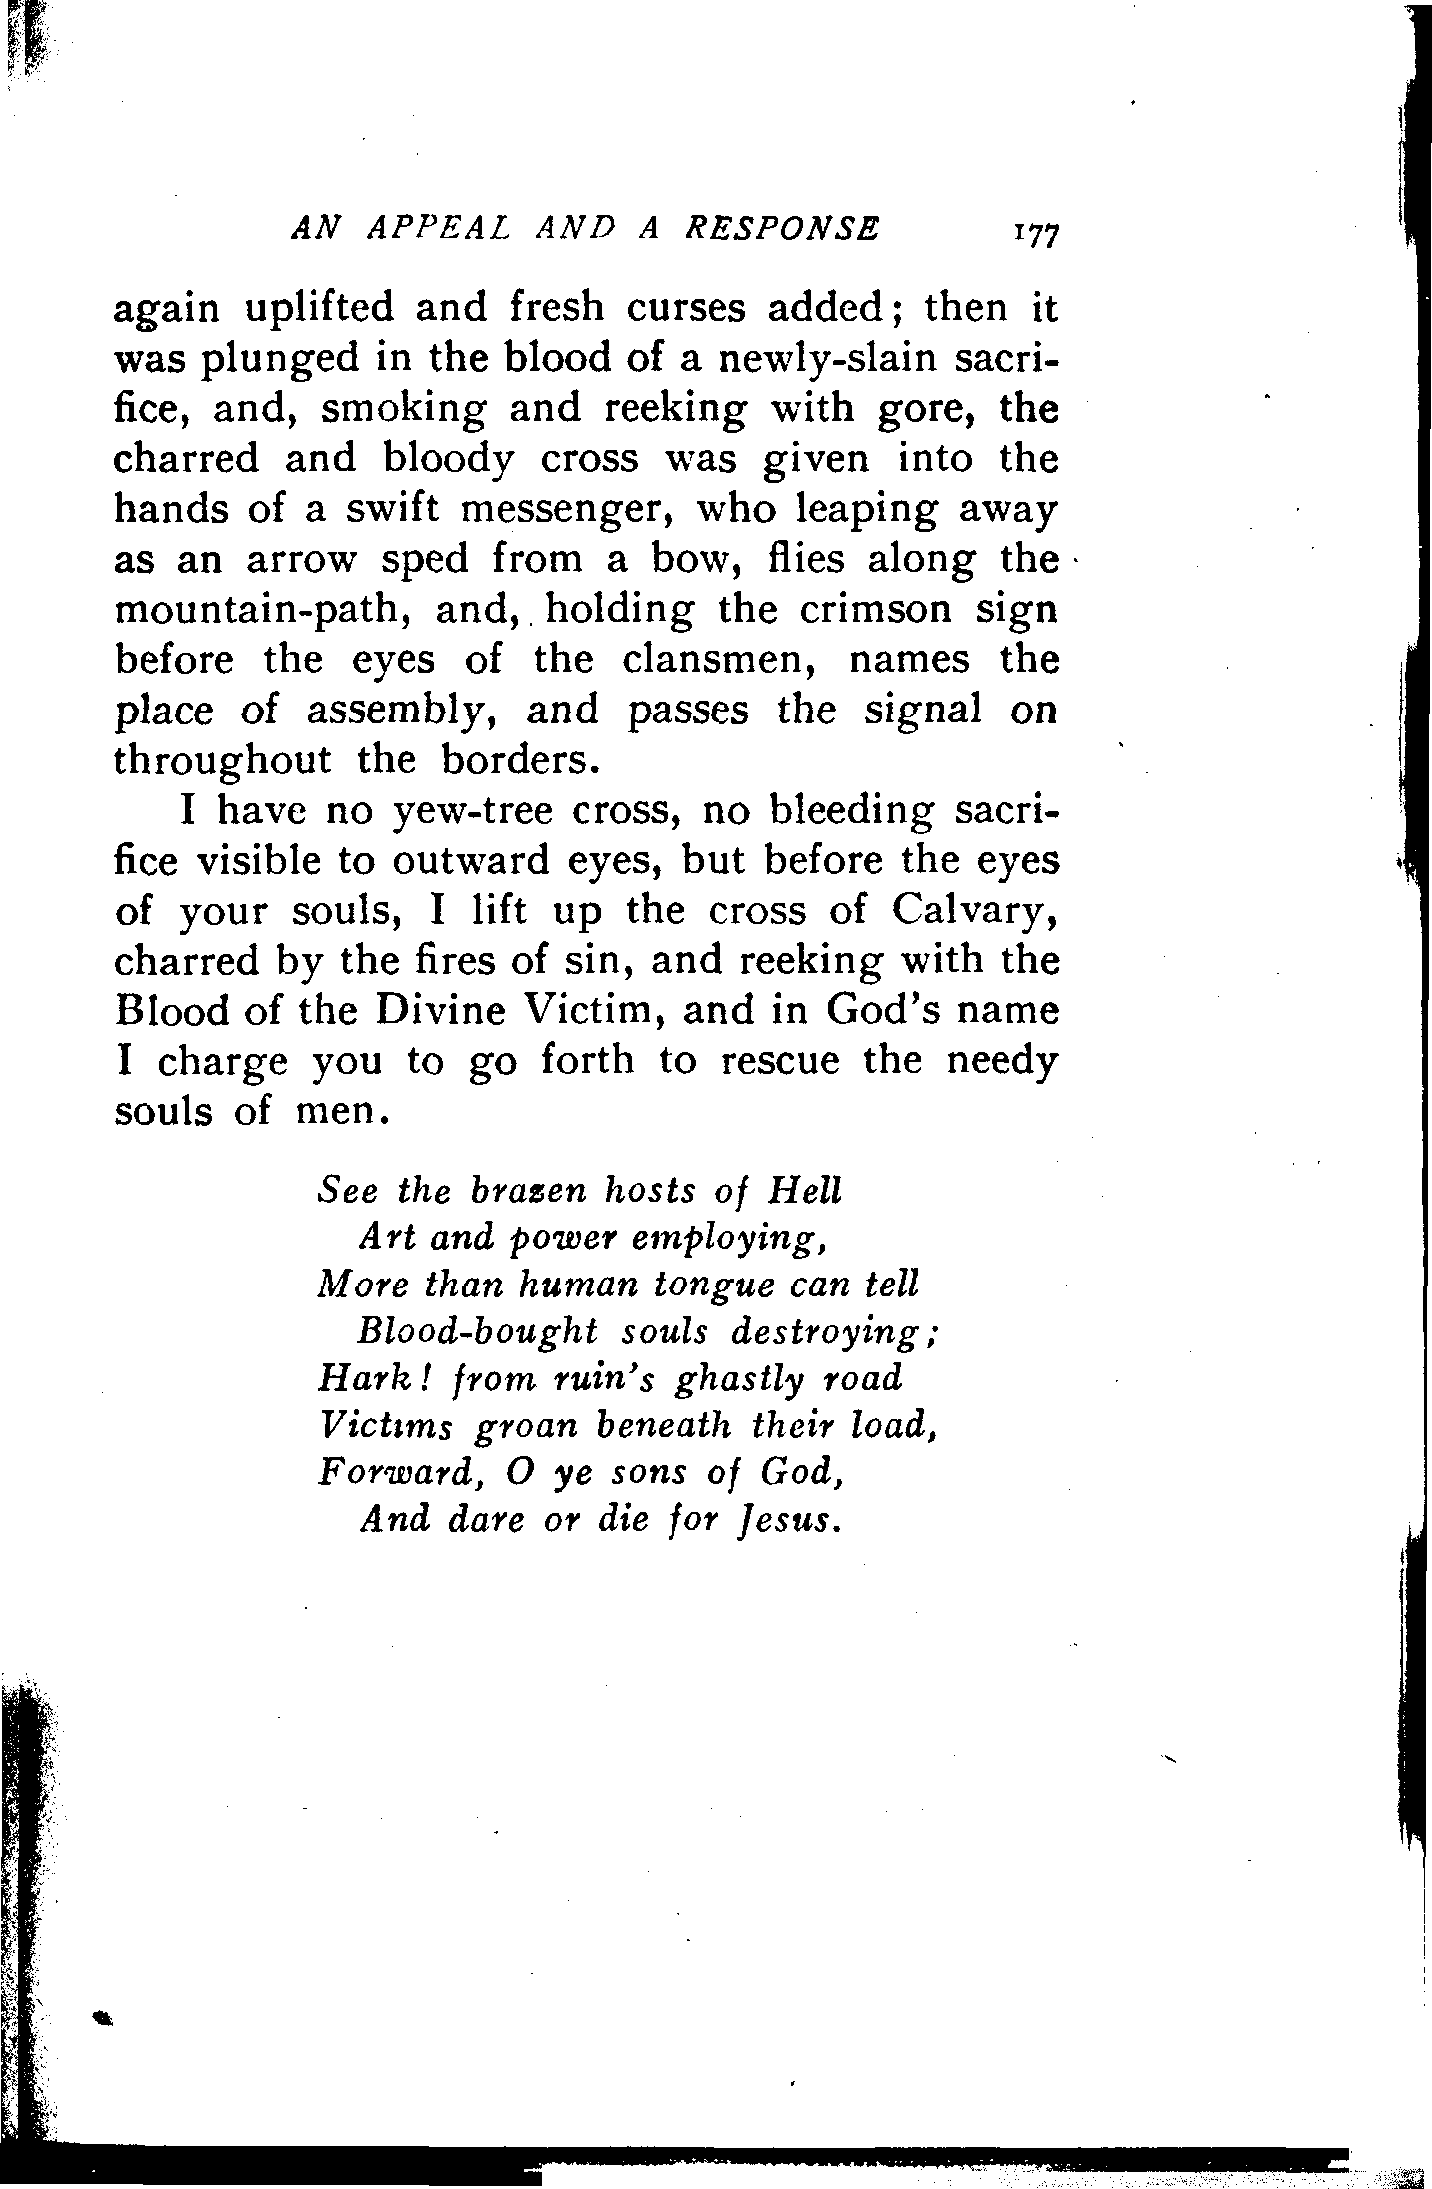 AN APPEAL AND A RESPONSE 177
again uplifted and fresh curses added; then it
was plunged in the blood of a newly-slain sacri-
fice, and, smoking and reeking with gore, the
charred and bloody cross was given into the
hands of a swift messenger, who leaping away
as an arrow sped from a bow, flies along the
mountain-path, and, holding the crimson sign
before the eyes of the clansmen, names the
place of assembly, and passes the signal on
throughout the borders.
I have no yew-tree cross, no bleeding sacri-
fice visible to outward eyes, but before the eyes
of your souls, I lift up the cross of Calvary,
charred by the fires of sin, and reeking with the
Blood of the Divine Victim, and in God's name
I charge you to go forth to rescue the needy
souls of men.
See the brazen hosts of Hell
Art and power employing,
More than human tongue can tell
Blood-bought souls destroying;
Hark! from ruin's ghastly road
Victims groan beneath their load,
Forward, O ye sons of God,
And dare or die for Jesus.